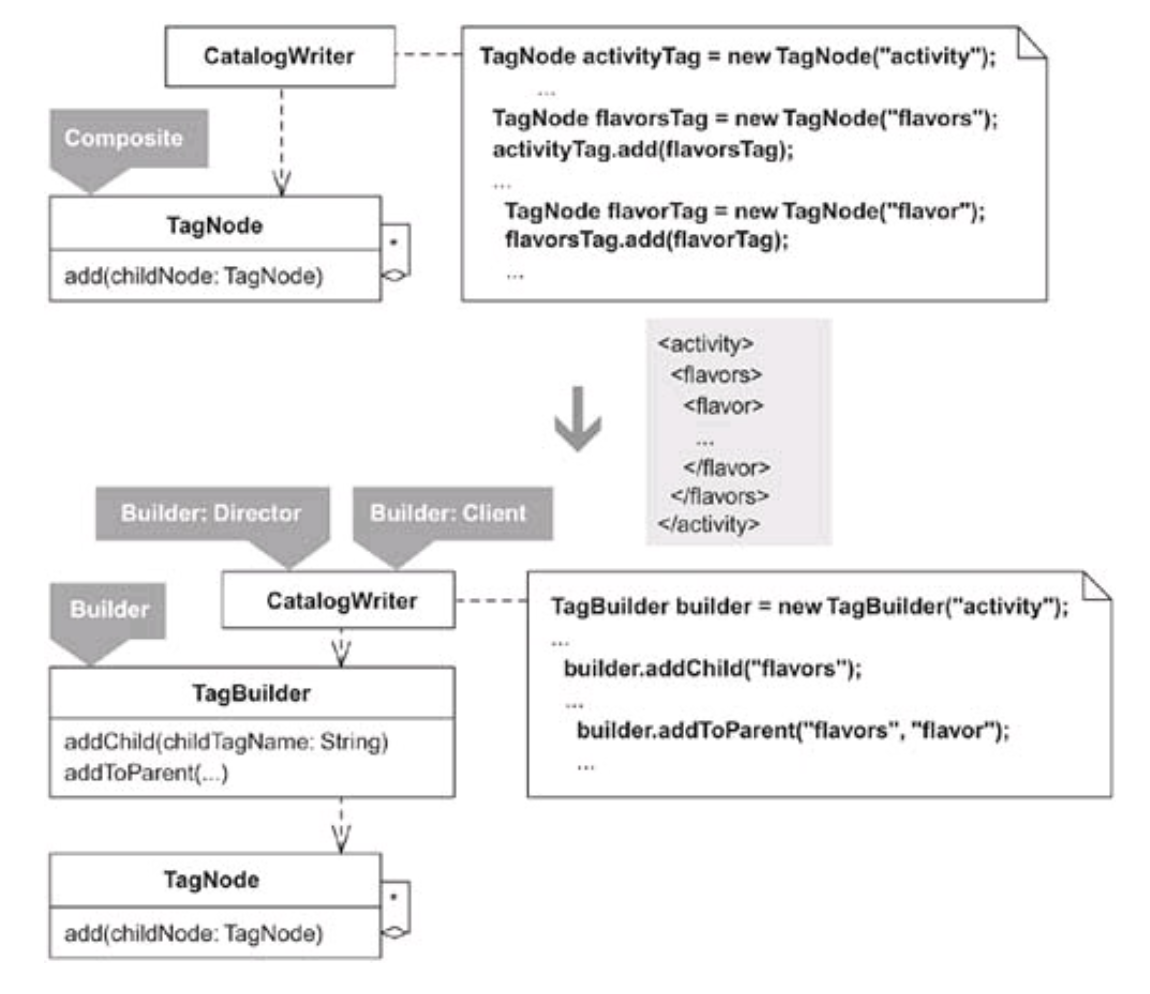 CatalogWriter
TagNode activityTag = new TagNode("activity");
...
TagNode flavorsTag = new TagNode("flavors");
activityTag.add(flavorsTag);
...
TagNode flavorTag = new TagNode("flavor");
flavorsTag.add(flavorTag);
...
Composite
TagNode
*
add(childNode: TagNode)
<activity>
<flavors>
<flavor>
...
</flavor>
</flavors>
</activity>
Builder: Director
Builder: Client
CatalogWriter
Builder
TagBuilder builder = new TagBuilder("activity");
...
builder.addChild("flavors");
...
builder.addToParent("flavors", "flavor");
...
TagBuilder
addChild(childTagName: String)
addToParent(...)
TagNode
*
add(childNode: TagNode)